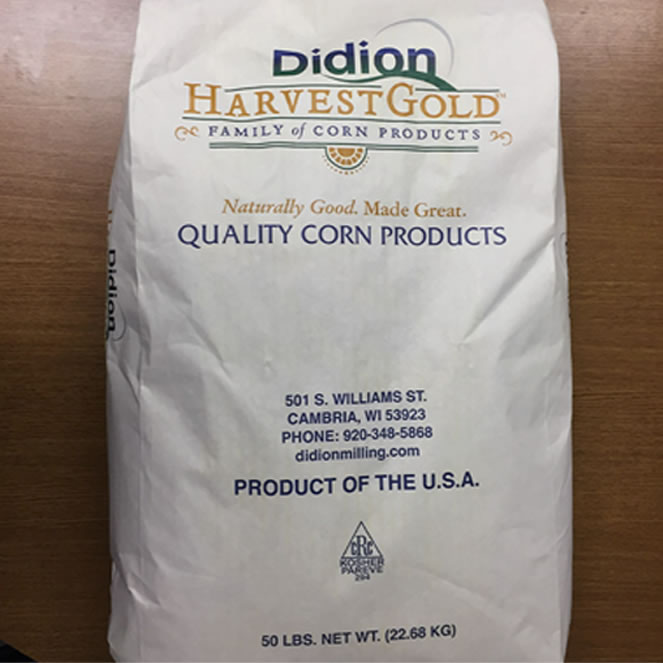 Didion
HARVESTGOLD™
FAMILY of CORN PRODUCTS
Naturally Good. Made Great.
QUALITY CORN PRODUCTS
Didion
501 S. WILLIAMS ST.
CAMBRIA, WI 53923
PHONE: 920-348-5868
didionmilling.com
PRODUCT OF THE U.S.A.
CRC
KOSHER
PAREVE
294
50 LBS. NET WT. (22.68 KG)